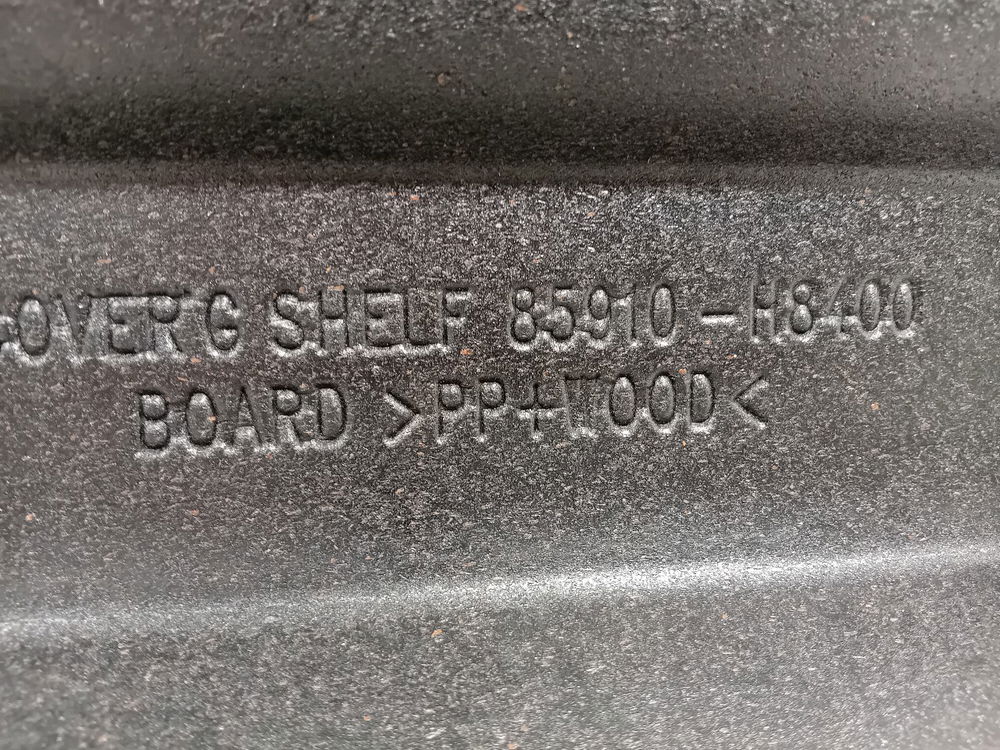 COVER'G SHELF 85910-H8400
BOARD >PP+WOOD<